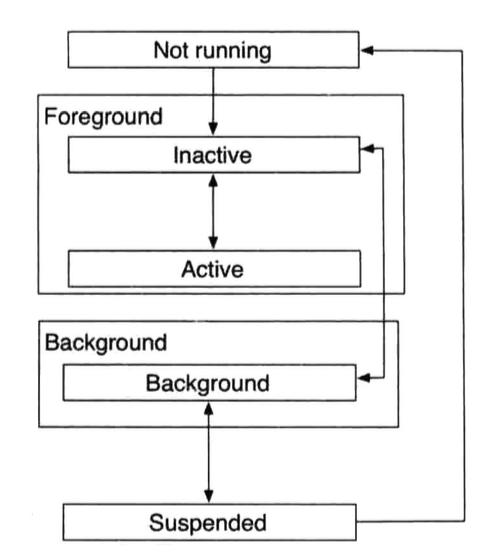 Not running
Foreground
Inactive
Active
Background
Background
Suspended